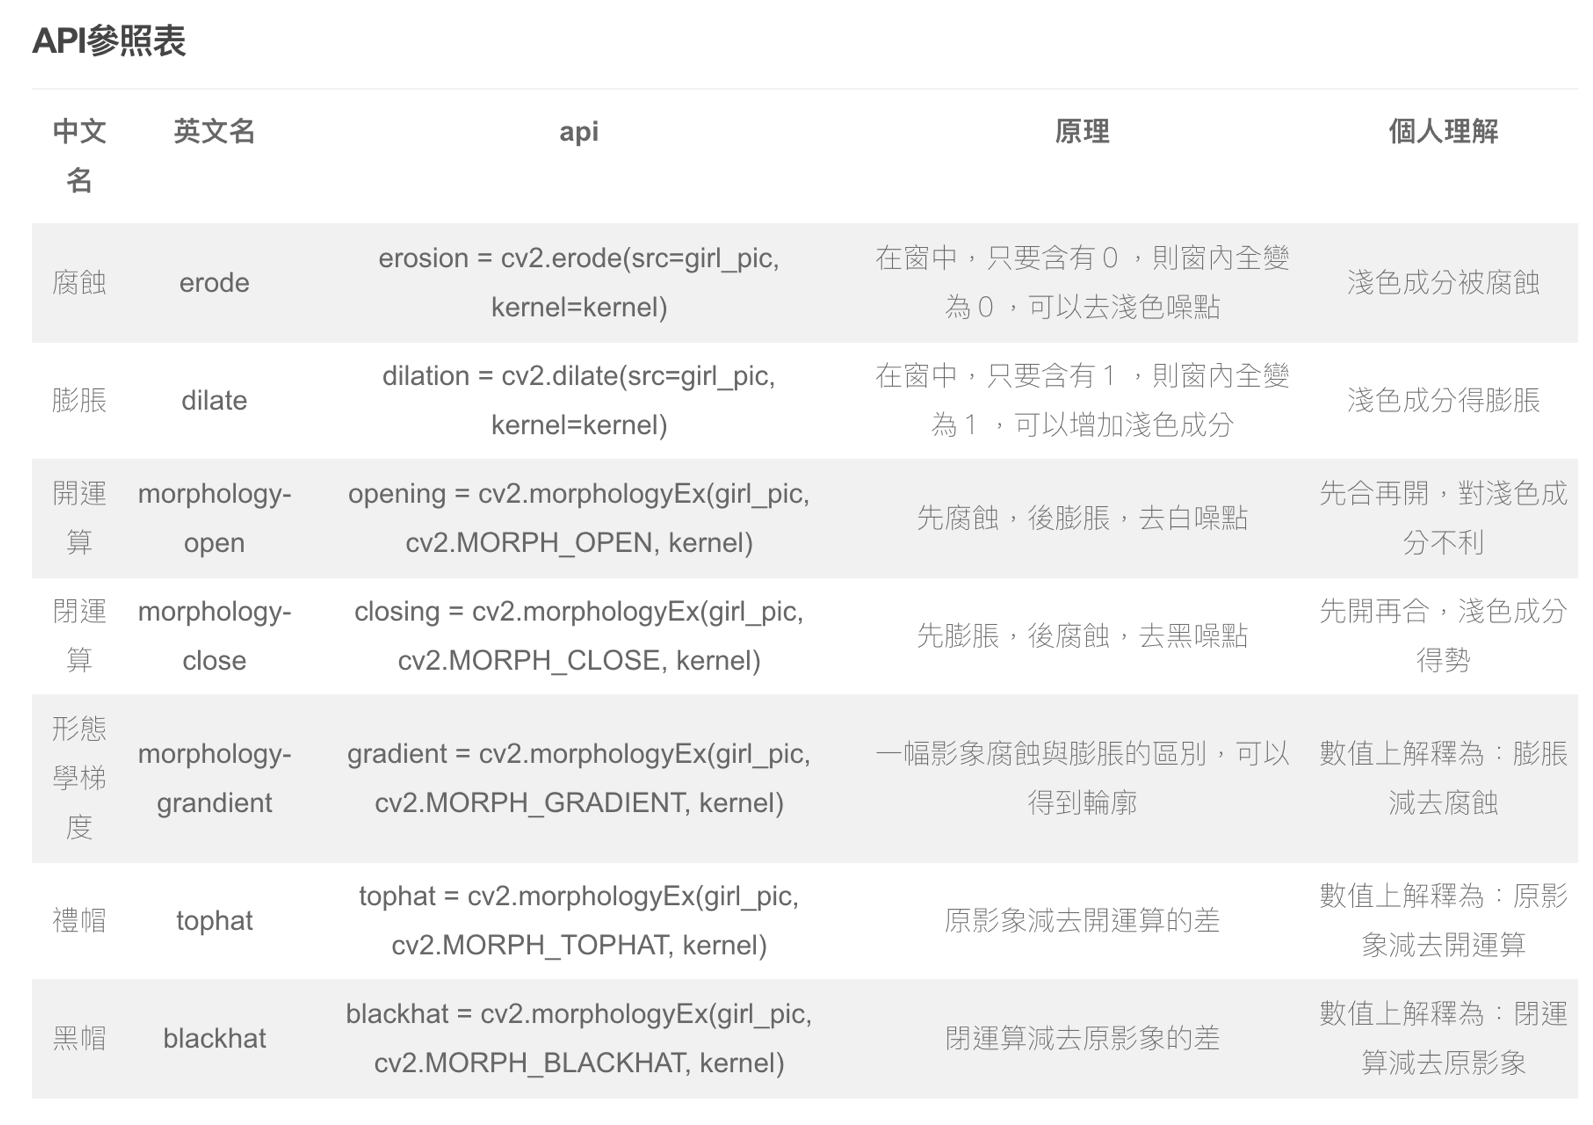 API參照表
中文 英文名 api 原理 個人理解
名
腐蝕 erode erosion = cv2.erode(src=girl_pic, kernel=kernel) 在窗中，只要含有0，則窗內全變
為0，可以去淺色噪點 淺色成分被腐蝕
膨脹 dilate dilation = cv2.dilate(src=girl_pic, kernel=kernel) 在窗中，只要含有1，則窗內全變
為1，可以增加淺色成分 淺色成分得膨脹
開運
算
morphology-
open
opening = cv2.morphologyEx(girl_pic,
cv2.MORPH_OPEN, kernel)
先腐蝕，後膨脹，去白噪點
先合再開，對淺色成
分不利
閉運
算
morphology-
close
closing = cv2.morphologyEx(girl_pic,
cv2.MORPH_CLOSE, kernel)
先膨脹，後腐蝕，去黑噪點
先開再合，淺色成分
得勢
形態
學梯
度
morphology-
grandient
gradient = cv2.morphologyEx(girl_pic,
cv2.MORPH_GRADIENT, kernel)
一幅影象腐蝕與膨脹的區別，可以
得到輪廓
數值上解釋為：膨脹
減去腐蝕
禮帽
tophat
tophat = cv2.morphologyEx(girl_pic,
cv2.MORPH_TOPHAT, kernel)
原影象減去開運算的差
數值上解釋為：原影
象減去開運算
黑帽
blackhat
blackhat = cv2.morphologyEx(girl_pic,
cv2.MORPH_BLACKHAT, kernel)
閉運算減去原影象的差
數值上解釋為：閉運
算減去原影象